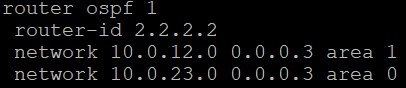 router ospf 1
 router-id 2.2.2.2
 network 10.0.12.0 0.0.0.3 area 1
 network 10.0.23.0 0.0.0.3 area 0